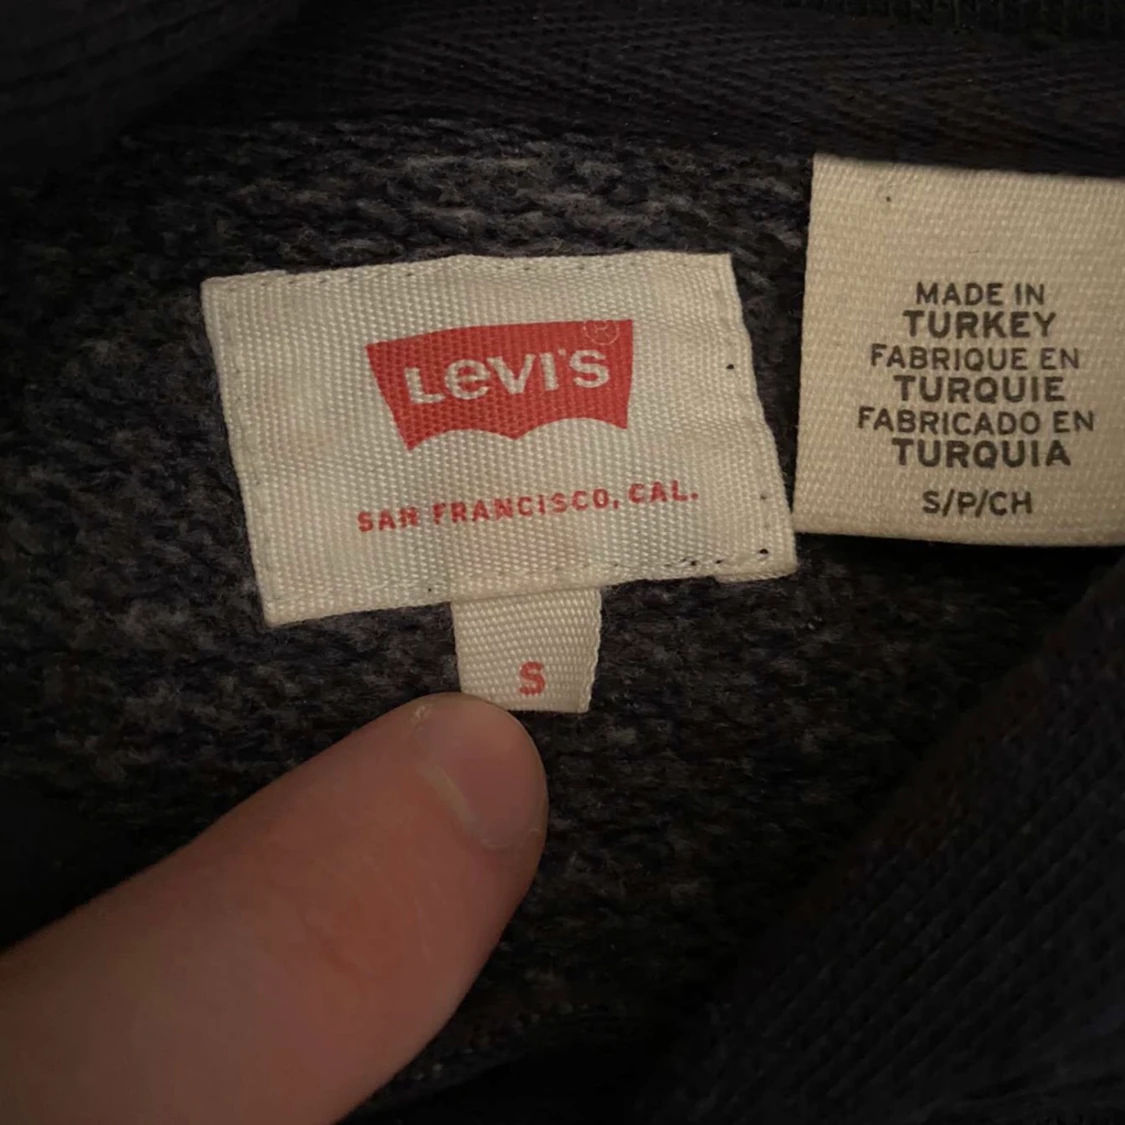 LEVI'S
®
SAN FRANCISCO, CAL.
S
MADE IN
TURKEY
FABRIQUE EN
TURQUIE
FABRICADO EN
TURQUIA
S/P/CH